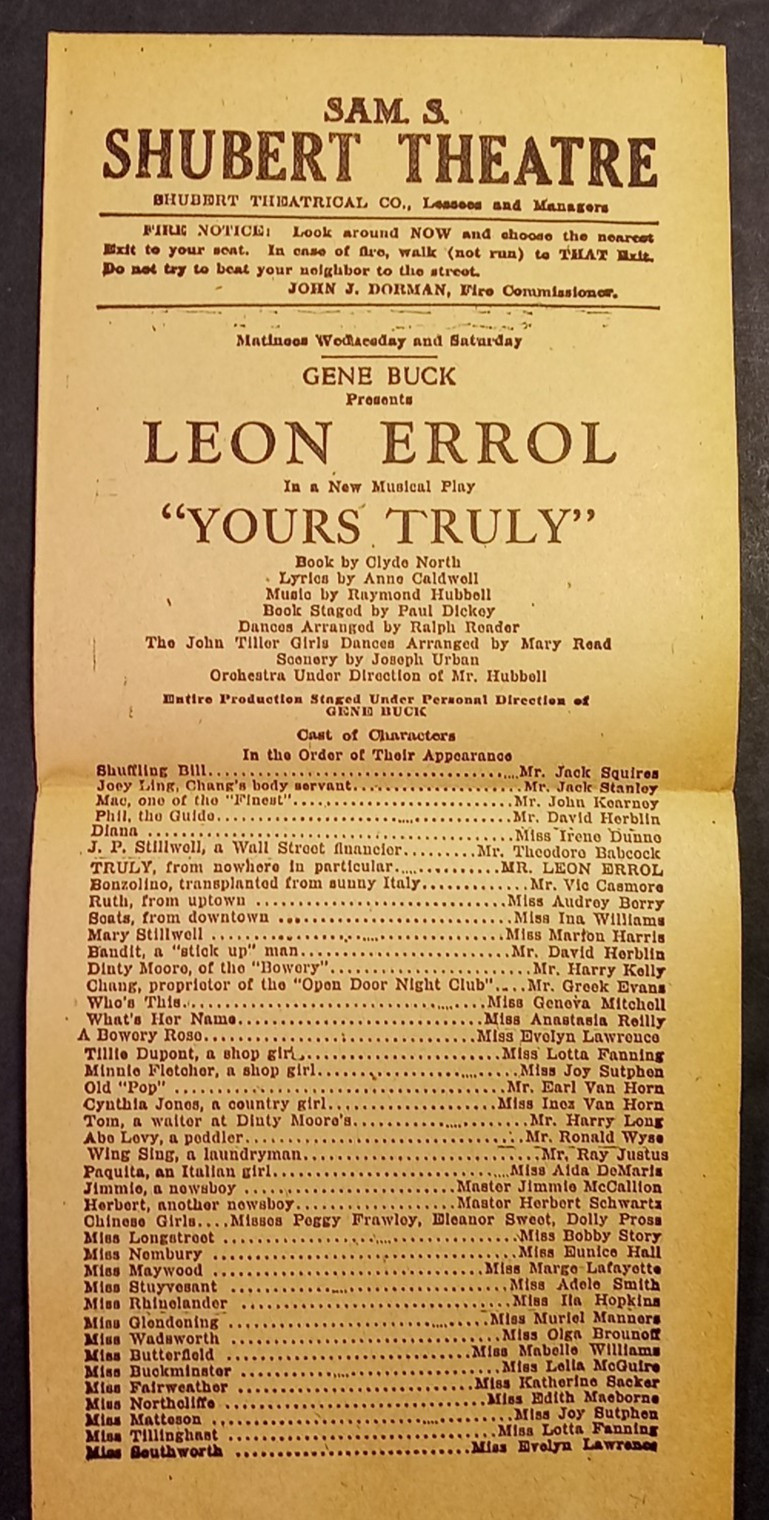 SAM. S.
SHUBERT THEATRE
SHUBERT THEATRICAL CO., Lessees and Managers
FIRE NOTICE: Look around NOW and choose the nearest
Exit to your seat. In case of fire, walk (not run) to THAT Exit.
Do not try to beat your neighbor to the street.
JOHN J. DORMAN, Fire Commissioner.
Matinees Wednesday and Saturday
GENE BUCK
Presents
LEON ERROL
In a New Musical Play
"YOURS TRULY"
Book by Clyde North
Lyrics by Anne Caldwell
Music by Raymond Hubbell
Book Staged by Paul Dickey
Dances Arranged by Ralph Reader
The John Tiller Girls Dances Arranged by Mary Read
Scenery by Joseph Urban
Orchestra Under Direction of Mr. Hubbell
Entire Production Staged Under Personal Direction of
GENE BUCK
Cast of Characters
In the Order of Their Appearance
Shuffling Bill......Mr. Jack Squires
Joey Ling, Chang's body servant......Mr. Jack Stanley
Mac, one of the "Finest"......Mr. John Kearney
Phil, the Guide......Mr. David Herblin
Diana......Miss Irene Dunne
J. P. Stillwell, a Wall Street financier......Mr. Theodore Babcock
TRULY, from nowhere in particular......MR. LEON ERROL
Bonzolino, transplanted from sunny Italy......Mr. Vic Casmore
Ruth, from uptown......Miss Audrey Berry
Scats, from downtown......Miss Ina Williams
Mary Stillwell......Miss Marion Harris
Bandit, a "stick up" man......Mr. David Herblin
Dinty Moore, of the "Bowery"......Mr. Harry Kelly
Chang, proprietor of the "Open Door Night Club"....Mr. Greek Evans
Who's This......Miss Geneva Mitchell
What's Her Name......Miss Anastasia Reilly
A Bowery Rose......Miss Evelyn Lawrence
Tillie Dupont, a shop girl......Miss Lotta Fanning
Minnie Fletcher, a shop girl......Miss Joy Sutphen
Old "Pop"......Mr. Earl Van Horn
Cynthia Jones, a country girl......Miss Inez Van Horn
Tom, a waiter at Dinty Moore's......Mr. Harry Long
Abe Levy, a peddler......Mr. Ronald Wyse
Wing Sing, a laundryman......Mr. Ray Justus
Paquita, an Italian girl......Miss Aida DeMaris
Jimmie, a newsboy......Master Jimmie McCallion
Herbert, another newsboy......Master Herbert Schwartz
Chinese Girls....Misses Peggy Frawley, Eleanor Sweet, Dolly Pross
Miss Longstreet......Miss Bobby Story
Miss Nembury......Miss Eunice Hall
Miss Maywood......Miss Marge Lafayette
Miss Stuyvesant......Miss Adele Smith
Miss Rhinelander......Miss Ila Hopkins
Miss Glendening......Miss Muriel Manners
Miss Wadsworth......Miss Olga Brounoff
Miss Butterfield......Miss Mabelle Williams
Miss Buckminster......Miss Lelia McGuire
Miss Fairweather......Miss Katherine Sacker
Miss Northcliffe......Miss Edith Maeborne
Miss Matteson......Miss Joy Sutphen
Miss Tillinghast......Miss Lotta Fanning
Miss Southworth......Miss Evelyn Lawrence